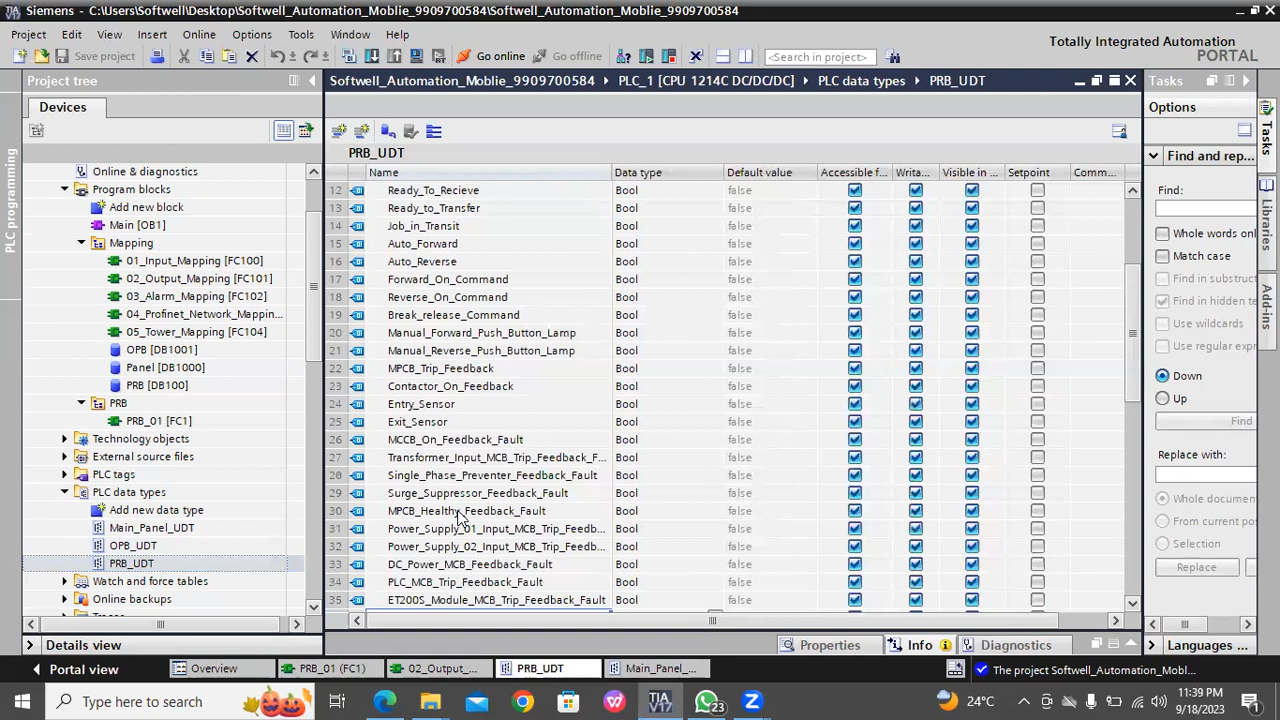 Siemens - C:\Users\Softwell\Desktop\Softwell_Automation_Moblie_9909700584\Softwell_Automation_Moblie_9909700584
Project Edit View Insert Online Options Tools Window Help
Totally Integrated Automation
PORTAL
Save project
Go online
Go offline
<Search in project>
Project tree
Softwell_Automation_Moblie_9909700584 PLC_1 [CPU 1214C DC/DC/DC] PLC data types PRB_UDT
Tasks
Devices
Options
PLC programming
Online & diagnostics
Program blocks
Add new block
Main [OB1]
Mapping
01_Input_Mapping [FC100]
02_Output_Mapping [FC101]
03_Alarm_Mapping [FC102]
04_Profinet_Network_Mappin...
05_Tower_Mapping [FC104]
OPB [DB1001]
Panel [DB1000]
PRB [DB100]
PRB
PRB_01 [FC1]
Technology objects
External source files
PLC tags
PLC data types
Add new data type
Main_Panel_UDT
OPB_UDT
PRB_UDT
Watch and force tables
Online backups
Details view
PRB_UDT
Name Data type Default value Accessible f... Writa... Visible in ... Setpoint Comm...
12 Ready_To_Recieve Bool false
13 Ready_to_Transfer Bool false
14 Job_in_Transit Bool false
15 Auto_Forward Bool false
16 Auto_Reverse Bool false
17 Forward_On_Command Bool false
18 Reverse_On_Command Bool false
19 Break_release_Command Bool false
20 Manual_Forward_Push_Button_Lamp Bool false
21 Manual_Reverse_Push_Button_Lamp Bool false
22 MPCB_Trip_Feedback Bool false
23 Contactor_On_Feedback Bool false
24 Entry_Sensor Bool false
25 Exit_Sensor Bool false
26 MCCB_On_Feedback_Fault Bool false
27 Transformer_Input_MCB_Trip_Feedback_F... Bool false
28 Single_Phase_Preventer_Feedback_Fault Bool false
29 Surge_Suppressor_Feedback_Fault Bool false
30 MPCB_Healthy_Feedback_Fault Bool false
31 Power_Supply_01_Input_MCB_Trip_Feedb... Bool false
32 Power_Supply_02_Input_MCB_Trip_Feedb... Bool false
33 DC_Power_MCB_Trip_Feedback Bool false
34 PLC_MCB_Trip_Feedback_Fault Bool false
35 ET200S_Module_MCB_Trip_Feedback_Fault Bool false
Find and rep...
Find:
Whole words onl
Match case
Find in substruct
Find in hidden te
Use wildcards
Use regular expr
Down
Up
Find
Replace with:
Whole documen
From current pos
Selection
Replace
Languages ...
Tasks
Libraries
Add-ins
Properties Info Diagnostics
Portal view Overview PRB_01 (FC1) 02_Output_... PRB_UDT Main_Panel_... The project Softwell_Automation_Mobl...
Type here to search
V17
23
24°C
11:39 PM
9/18/2023
1